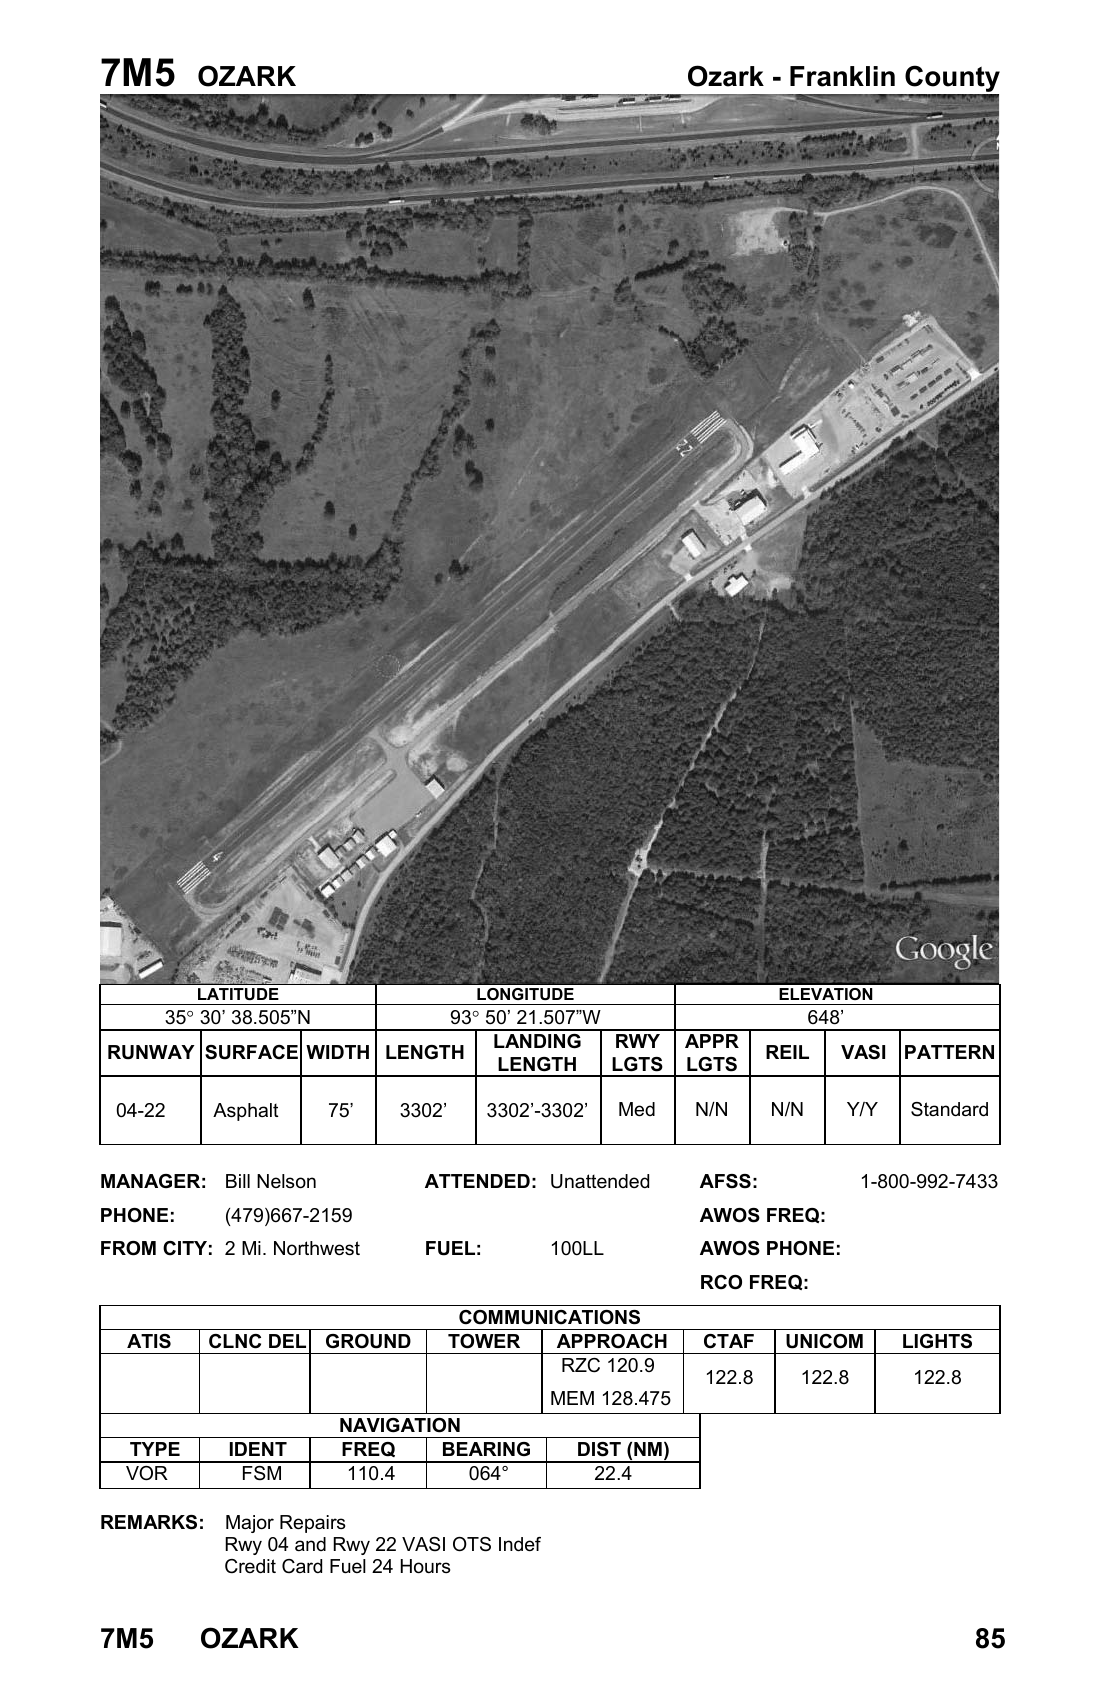 7M5 OZARK Ozark - Franklin County
22
4
Google
LATITUDE LONGITUDE ELEVATION
35° 30’ 38.505”N 93° 50’ 21.507”W 648’
RUNWAY SURFACE WIDTH LENGTH LANDING LENGTH RWY LGTS APPR LGTS REIL VASI PATTERN
04-22 Asphalt 75’ 3302’ 3302’-3302’ Med N/N N/N Y/Y Standard
MANAGER: Bill Nelson ATTENDED: Unattended AFSS: 1-800-992-7433
PHONE: (479)667-2159 AWOS FREQ:
FROM CITY: 2 Mi. Northwest FUEL: 100LL AWOS PHONE:
RCO FREQ:
COMMUNICATIONS
ATIS CLNC DEL GROUND TOWER APPROACH CTAF UNICOM LIGHTS
RZC 120.9
MEM 128.475 122.8 122.8 122.8
NAVIGATION
TYPE IDENT FREQ BEARING DIST (NM)
VOR FSM 110.4 064° 22.4
REMARKS: Major Repairs
Rwy 04 and Rwy 22 VASI OTS Indef
Credit Card Fuel 24 Hours
7M5 OZARK 85